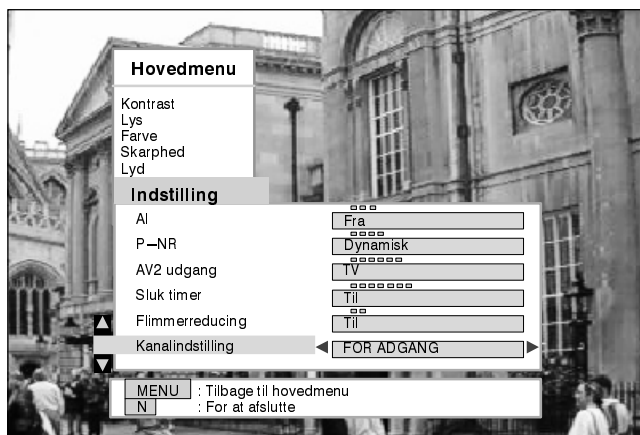 Hovedmenu
Kontrast
Lys
Farve
Skarphed
Lyd
Indstilling
AI Fra
P–NR Dynamisk
AV2 udgang TV
Sluk timer Til
Flimmerreducing Til
Kanalindstilling FOR ADGANG
MENU : Tilbage til hovedmenu
N : For at afslutte